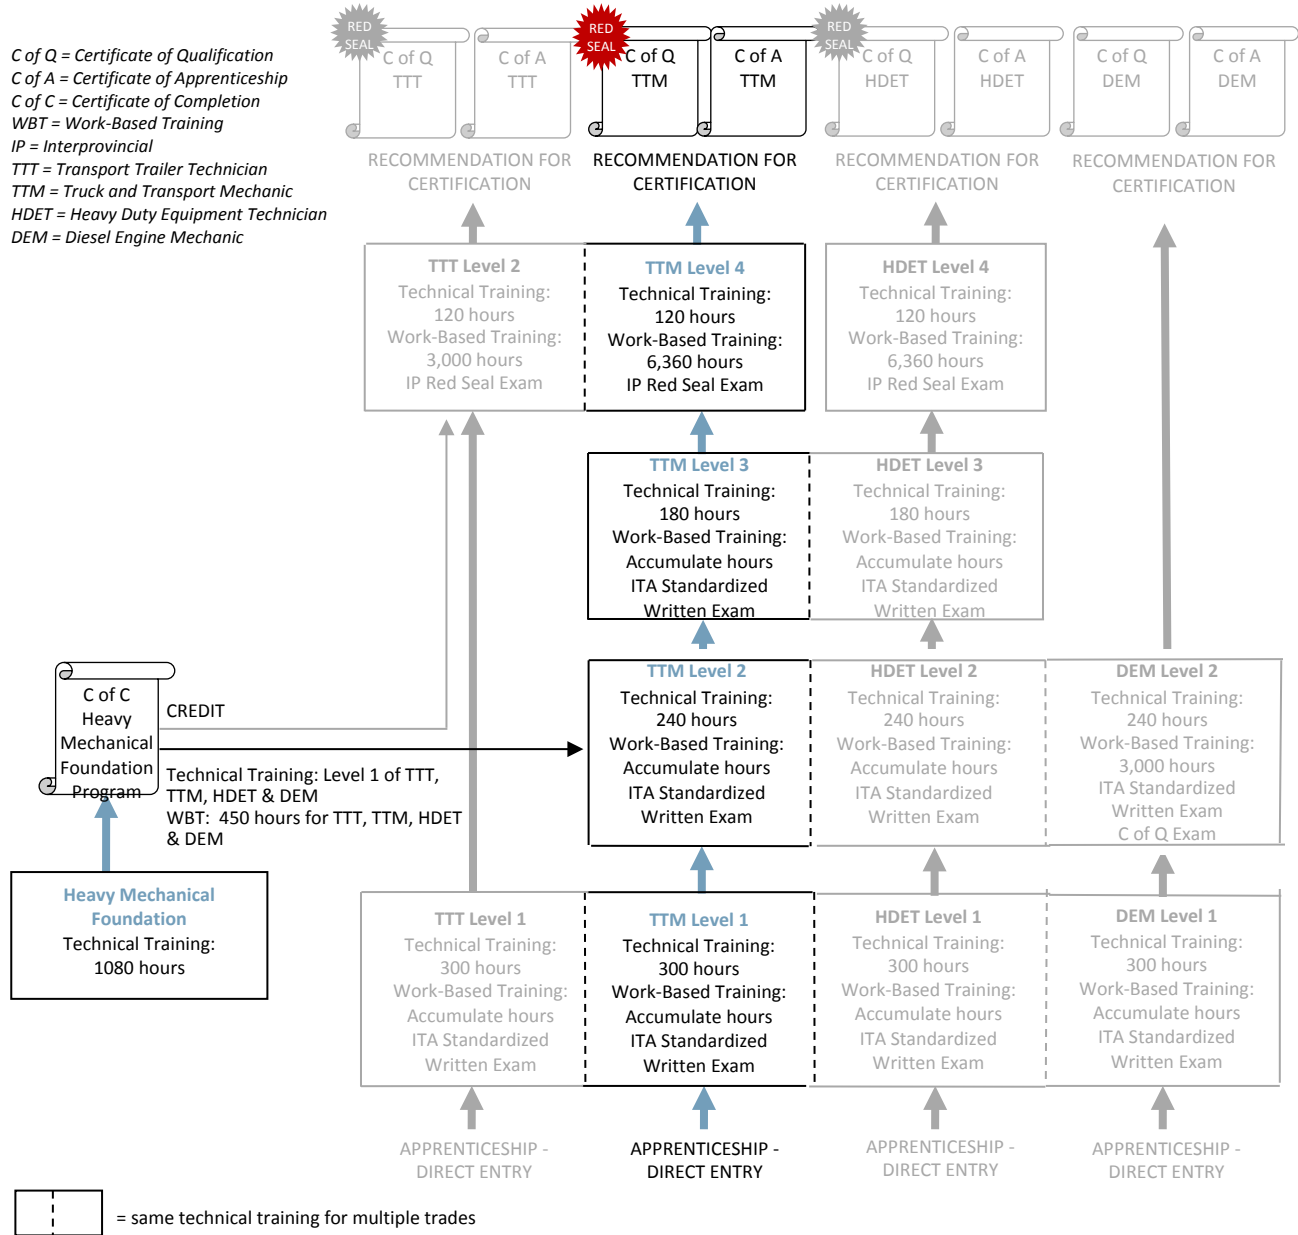 C of Q = Certificate of Qualification
C of A = Certificate of Apprenticeship
C of C = Certificate of Completion
WBT = Work-Based Training
IP = Interprovincial
TTT = Transport Trailer Technician
TTM = Truck and Transport Mechanic
HDET = Heavy Duty Equipment Technician
DEM = Diesel Engine Mechanic
RED
SEAL
C of Q
TTT
C of A
TTT
RECOMMENDATION FOR
CERTIFICATION
RED
SEAL
C of Q
TTM
C of A
TTM
RECOMMENDATION FOR
CERTIFICATION
RED
SEAL
C of Q
HDET
C of A
HDET
RECOMMENDATION FOR
CERTIFICATION
C of Q
DEM
C of A
DEM
RECOMMENDATION FOR
CERTIFICATION
TTT Level 2
Technical Training:
120 hours
Work-Based Training:
3,000 hours
IP Red Seal Exam
TTM Level 4
Technical Training:
120 hours
Work-Based Training:
6,360 hours
IP Red Seal Exam
HDET Level 4
Technical Training:
120 hours
Work-Based Training:
6,360 hours
IP Red Seal Exam
TTM Level 3
Technical Training:
180 hours
Work-Based Training:
Accumulate hours
ITA Standardized
Written Exam
HDET Level 3
Technical Training:
180 hours
Work-Based Training:
Accumulate hours
ITA Standardized
Written Exam
C of C
Heavy
Mechanical
Foundation
Program
CREDIT
Technical Training: Level 1 of TTT,
TTM, HDET & DEM
WBT: 450 hours for TTT, TTM, HDET
& DEM
TTM Level 2
Technical Training:
240 hours
Work-Based Training:
Accumulate hours
ITA Standardized
Written Exam
HDET Level 2
Technical Training:
240 hours
Work-Based Training:
Accumulate hours
ITA Standardized
Written Exam
DEM Level 2
Technical Training:
240 hours
Work-Based Training:
3,000 hours
ITA Standardized
Written Exam
C of Q Exam
Heavy Mechanical
Foundation
Technical Training:
1080 hours
TTT Level 1
Technical Training:
300 hours
Work-Based Training:
Accumulate hours
ITA Standardized
Written Exam
TTM Level 1
Technical Training:
300 hours
Work-Based Training:
Accumulate hours
ITA Standardized
Written Exam
HDET Level 1
Technical Training:
300 hours
Work-Based Training:
Accumulate hours
ITA Standardized
Written Exam
DEM Level 1
Technical Training:
300 hours
Work-Based Training:
Accumulate hours
ITA Standardized
Written Exam
APPRENTICESHIP -
DIRECT ENTRY
APPRENTICESHIP -
DIRECT ENTRY
APPRENTICESHIP -
DIRECT ENTRY
APPRENTICESHIP -
DIRECT ENTRY
= same technical training for multiple trades